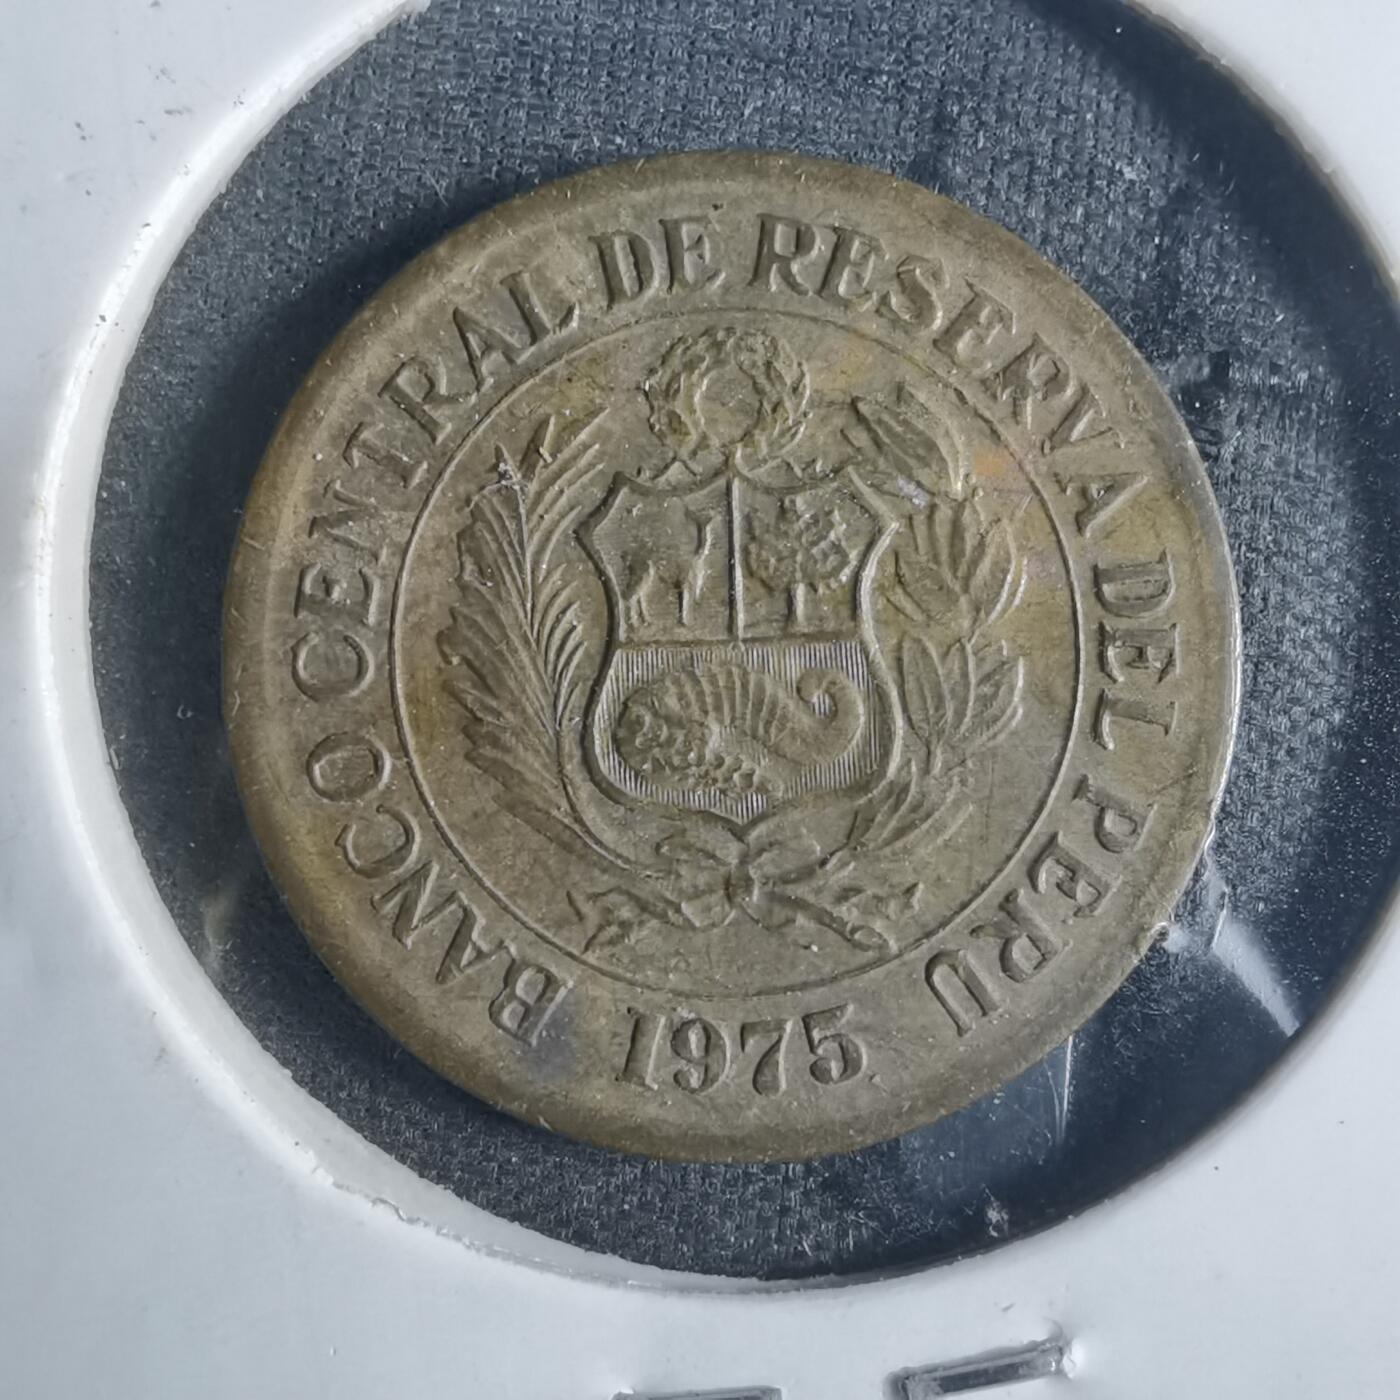 BANCO CENTRAL DE RESERVA DEL PERU
1975